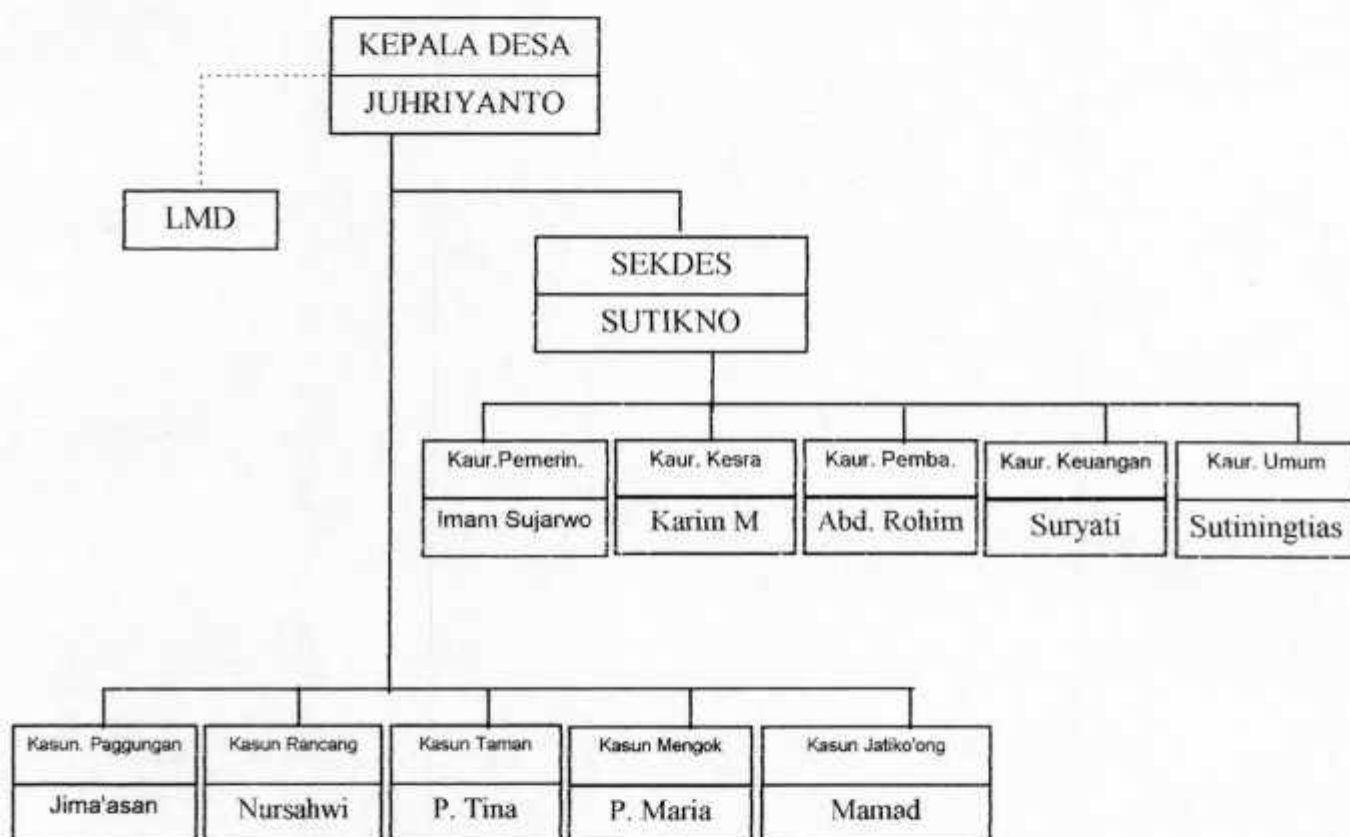 KEPALA DESA
JUHRIYANTO
LMD
SEKDES
SUTIKNO
Kaur.Pemerin.
Kaur. Kesra
Kaur. Pemba.
Kaur. Keuangan
Kaur. Umum
Imam Sujarwo
Karim M
Abd. Rohim
Suryati
Sutiningtias
Kasun. Paggungan
Kasun Rancang
Kasun Taman
Kasun Mengok
Kasun Jatiko'ong
Jima'asan
Nursahwi
P. Tina
P. Maria
Mamad